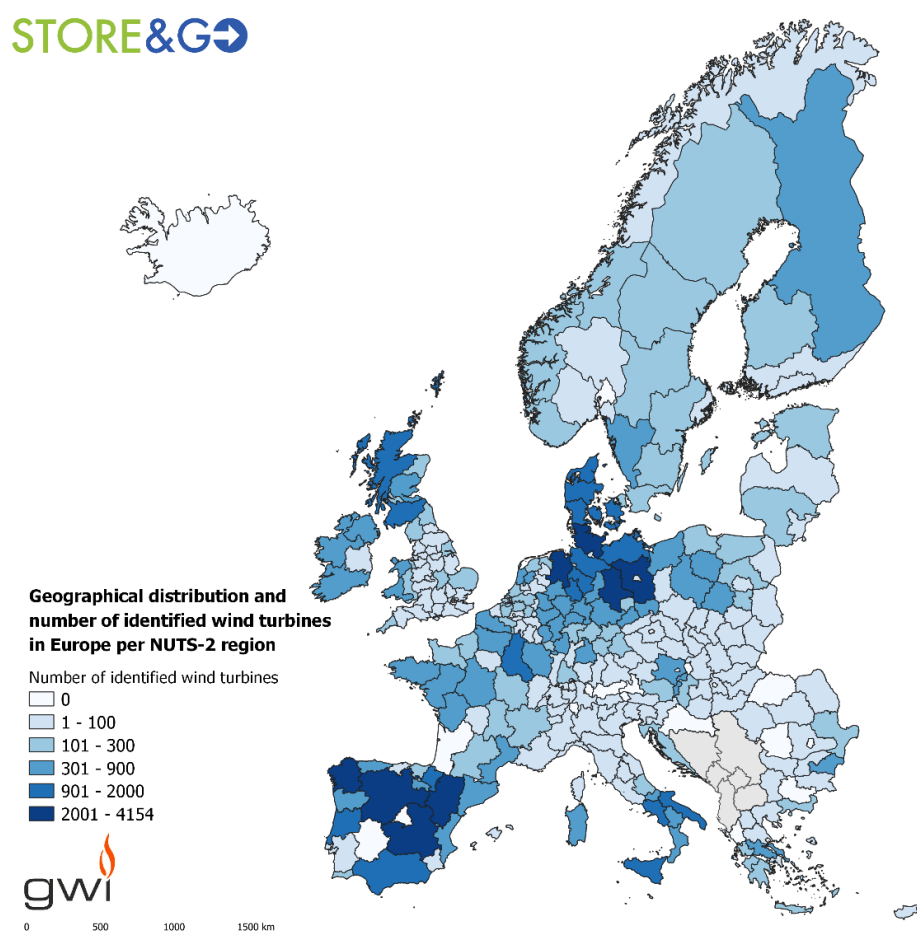 STORE&GO
Geographical distribution and
number of identified wind turbines
in Europe per NUTS-2 region
Number of identified wind turbines
0
1 - 100
101 - 300
301 - 900
901 - 2000
2001 - 4154
gwi
0 500 1000 1500 km